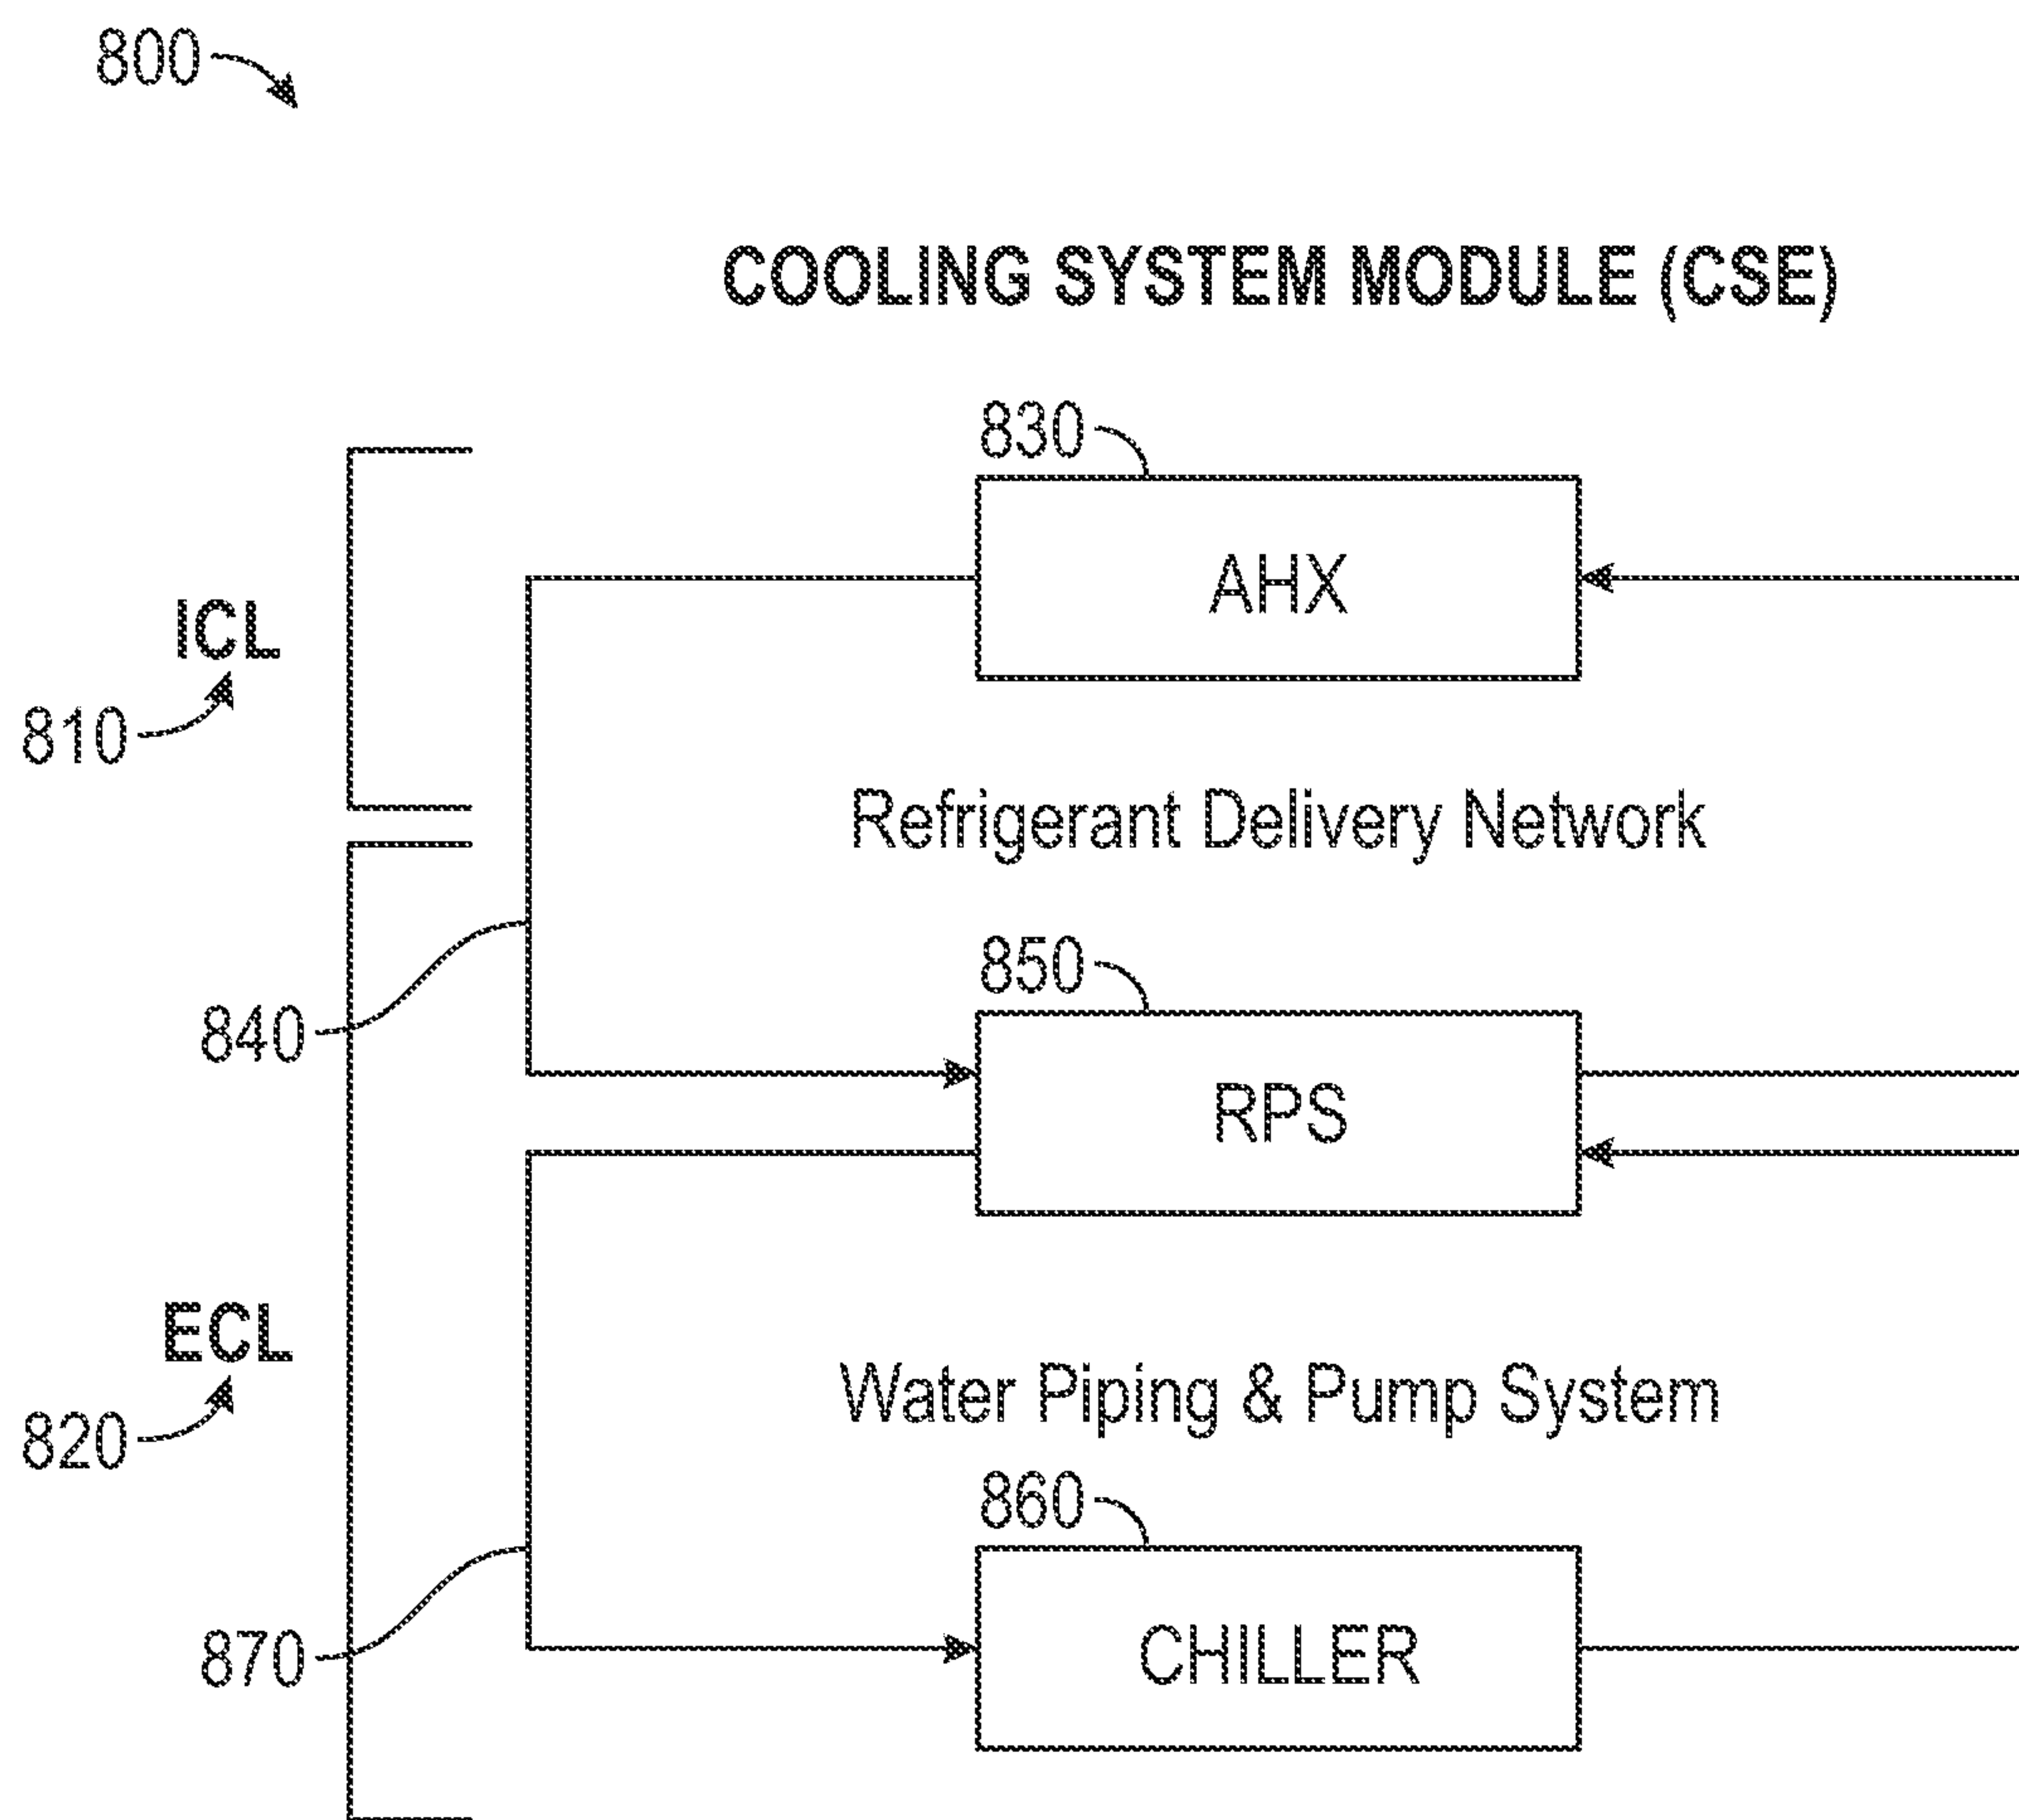 800
COOLING SYSTEM MODULE (CSE)
830
AHX
ICL
810
Refrigerant Delivery Network
850
840
RPS
ECL
820
Water Piping & Pump System
860
870
CHILLER